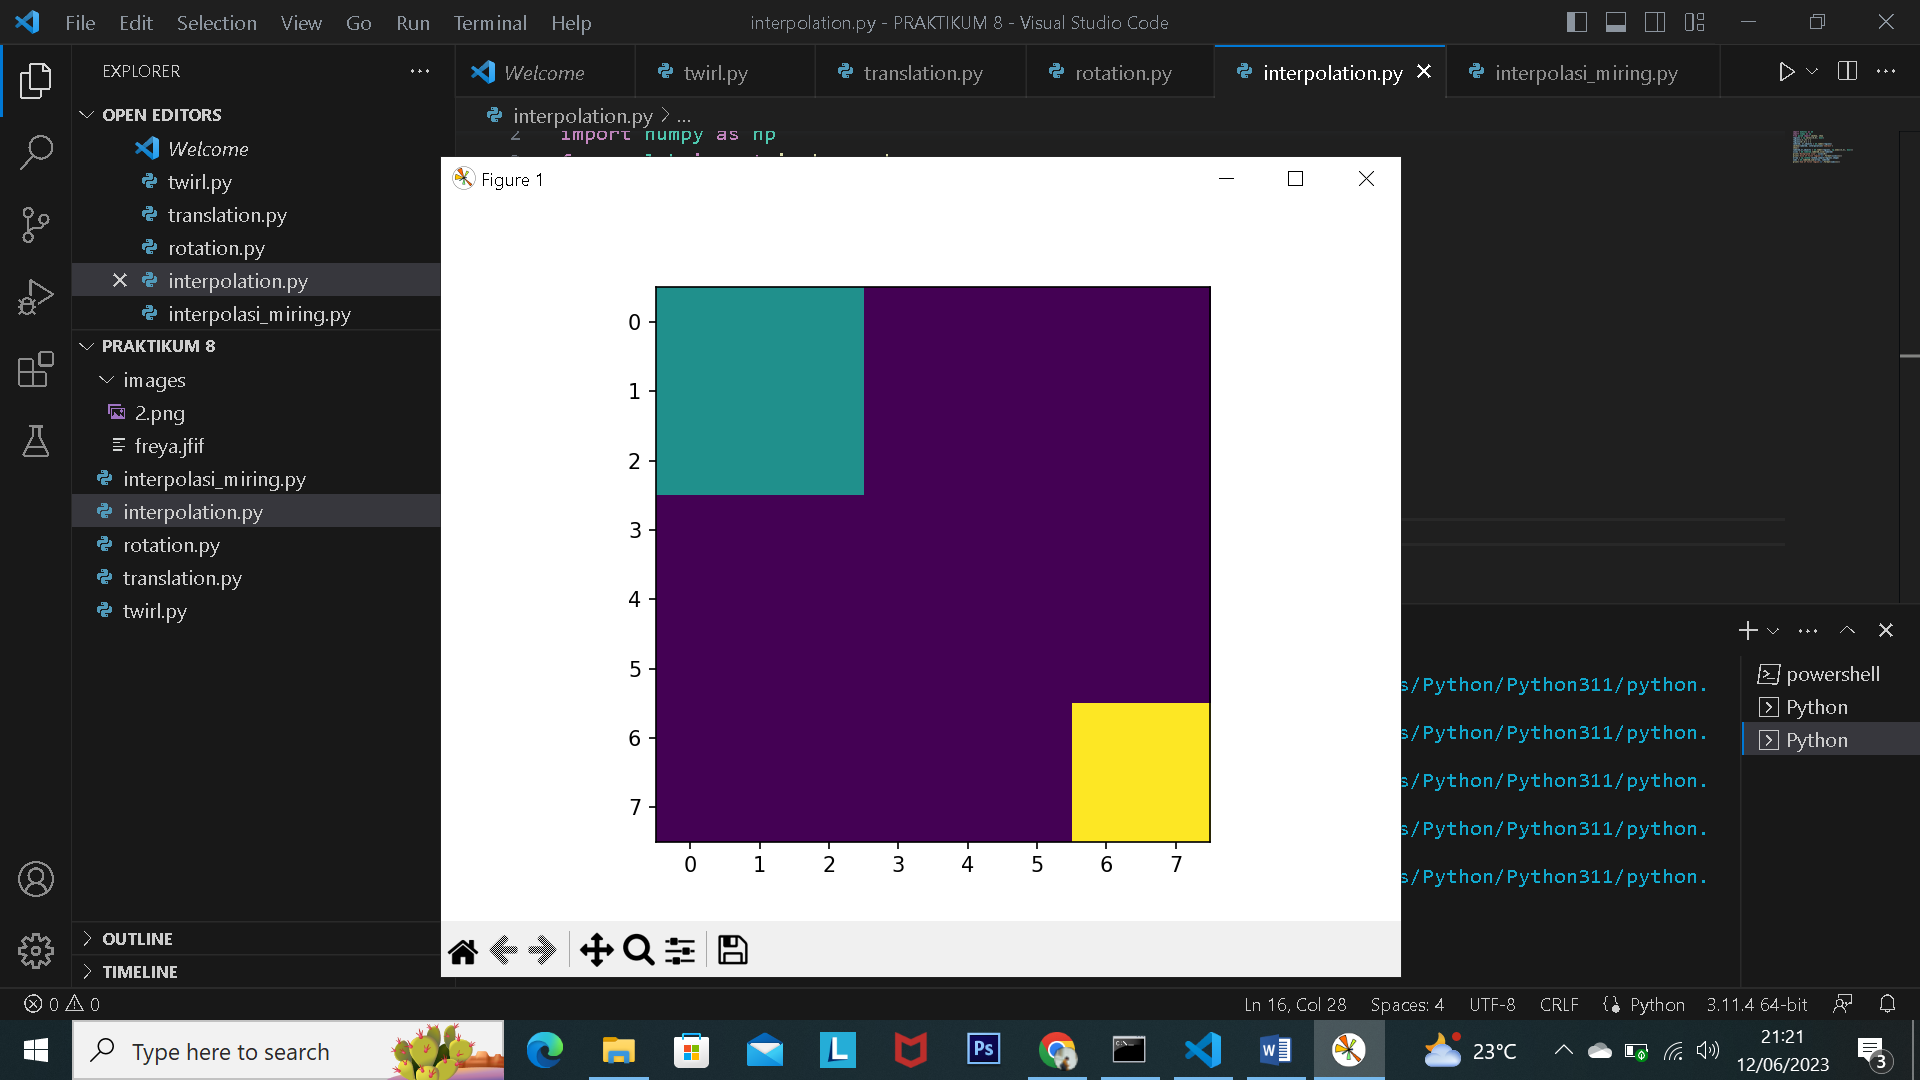 File Edit Selection View Go Run Terminal Help
interpolation.py - PRAKTIKUM 8 - Visual Studio Code
EXPLORER
OPEN EDITORS
Welcome
twirl.py
translation.py
rotation.py
interpolation.py
interpolasi_miring.py
PRAKTIKUM 8
images
2.png
freya.jfif
interpolasi_miring.py
interpolation.py
rotation.py
translation.py
twirl.py
OUTLINE
TIMELINE
Welcome twirl.py translation.py rotation.py interpolation.py interpolasi_miring.py
interpolation.py > ...
2 import numpy as np
Figure 1
0
1
2
3
4
5
6
7
0 1 2 3 4 5 6 7
s/Python/Python311/python.
s/Python/Python311/python.
s/Python/Python311/python.
s/Python/Python311/python.
s/Python/Python311/python.
powershell
Python
Python
0 0
Ln 16, Col 28 Spaces: 4 UTF-8 CRLF Python 3.11.4 64-bit
Type here to search
L
Ps
W
23°C
21:21
12/06/2023
3